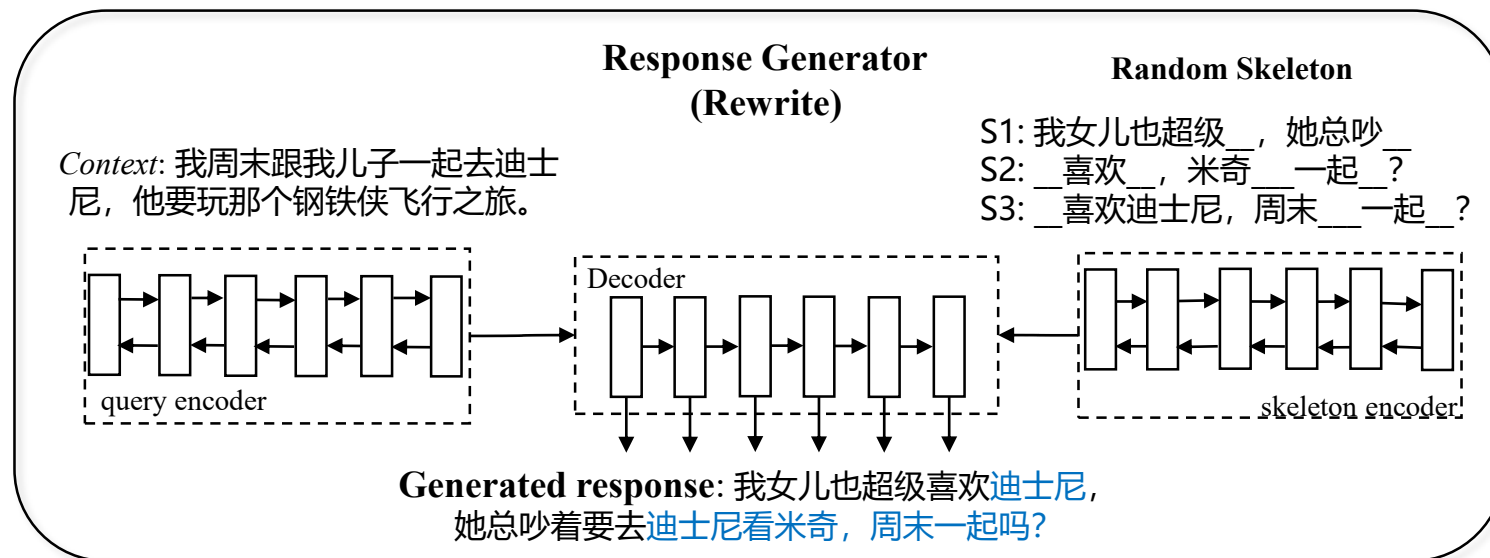 Response Generator
(Rewrite)
Random Skeleton
Context: 我周末跟我儿子一起去迪士
尼，他要玩那个钢铁侠飞行之旅。
S1: 我女儿也超级__，她总吵__
S2: __喜欢__，米奇___一起__？
S3: __喜欢迪士尼，周末___一起__？
query encoder
Decoder
skeleton encoder
Generated response: 我女儿也超级喜欢迪士尼，
她总吵着要去迪士尼看米奇，周末一起吗？